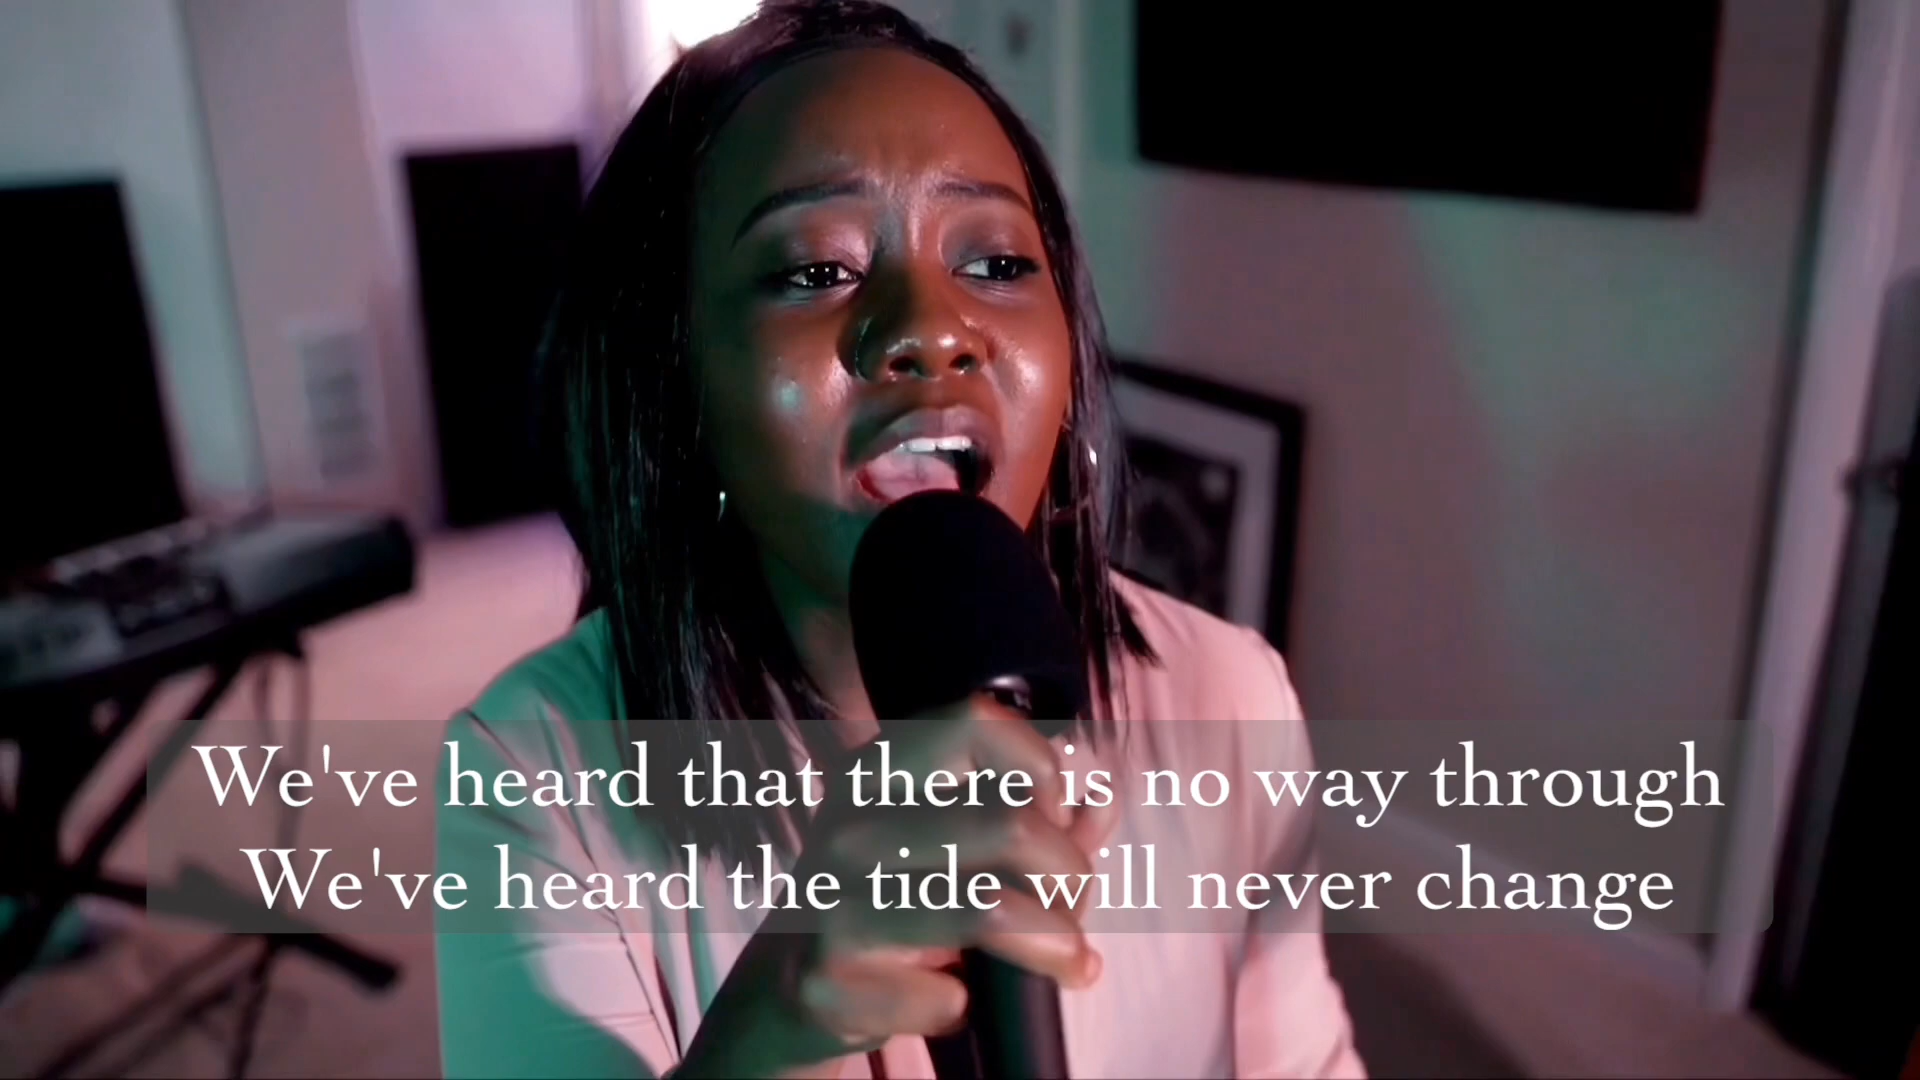 We've heard that there is no way through
We've heard the tide will never change